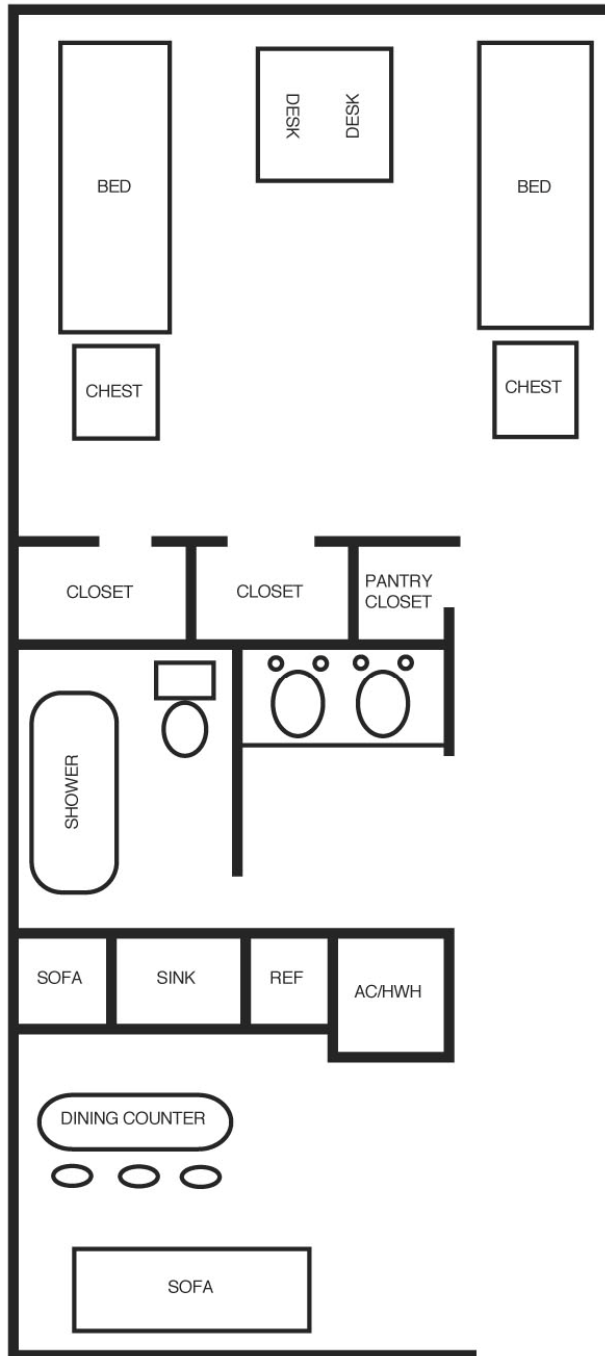 DESK
DESK
BED
BED
CHEST
CHEST
CLOSET
CLOSET
PANTRY
CLOSET
SHOWER
SOFA
SINK
REF
AC/HWH
DINING COUNTER
SOFA